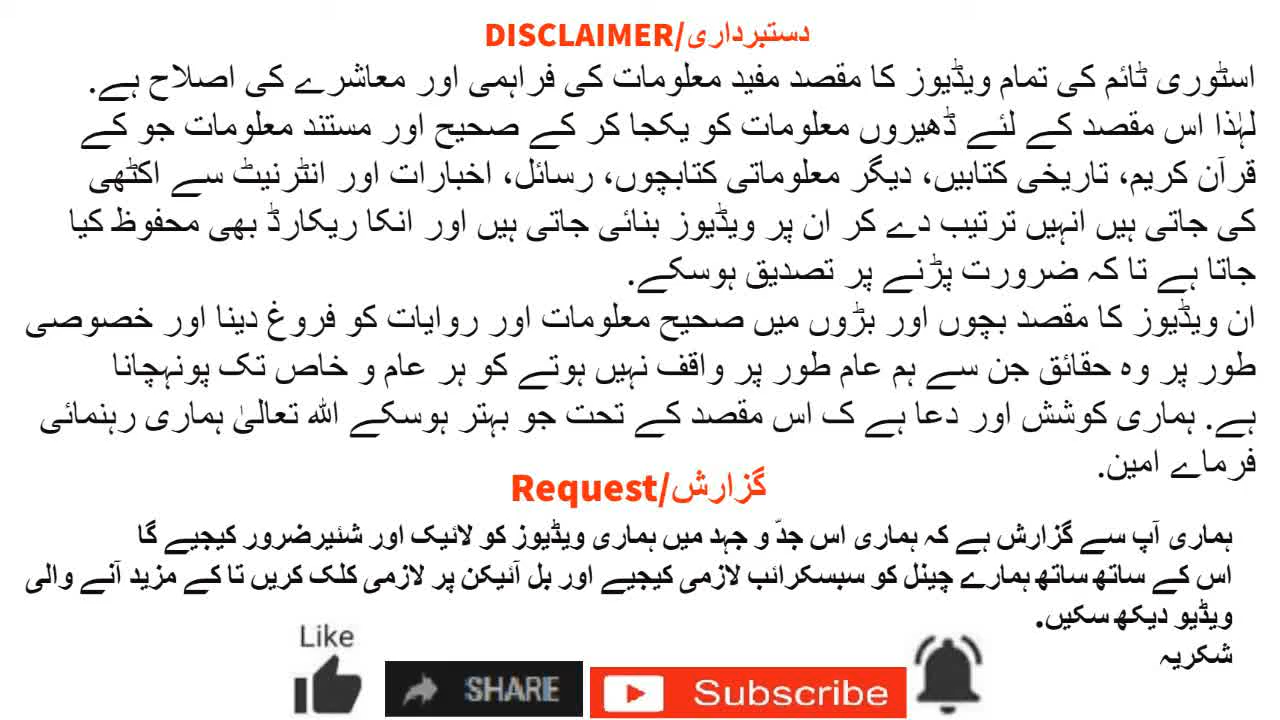 دستبرداری/DISCLAIMER
اسٹوری ٹائم کی تمام ویڈیوز کا مقصد مفید معلومات کی فراہمی اور معاشرے کی اصلاح ہے.
لہٰذا اس مقصد کے لئے ڈھیروں معلومات کو یکجا کر کے صحیح اور مستند معلومات جو کے
قرآن کریم، تاریخی کتابیں، دیگر معلوماتی کتابچوں، رسائل، اخبارات اور انٹرنیٹ سے اکٹھی
کی جاتی ہیں انہیں ترتیب دے کر ان پر ویڈیوز بنائی جاتی ہیں اور انکا ریکارڈ بھی محفوظ کیا
جاتا ہے تا کہ ضرورت پڑنے پر تصدیق ہوسکے.
ان ویڈیوز کا مقصد بچوں اور بڑوں میں صحیح معلومات اور روایات کو فروغ دینا اور خصوصی
طور پر وہ حقائق جن سے ہم عام طور پر واقف نہیں ہوتے کو ہر عام و خاص تک پونہچانا
ہے. ہماری کوشش اور دعا ہے ک اس مقصد کے تحت جو بہتر ہوسکے الله تعالیٰ ہماری رہنمائی
فرماے امین.
گزارش/Request
ہماری آپ سے گزارش ہے کہ ہماری اس جدّ و جہد میں ہماری ویڈیوز کو لائیک اور شئیرضرور کیجیے گا
اس کے ساتھ ساتھ ہمارے چینل کو سبسکرائب لازمی کیجیے اور بل آئیکن پر لازمی کلک کریں تا کے مزید آنے والی
ویڈیو دیکھ سکیں.
شکریہ
Like
SHARE
Subscribe